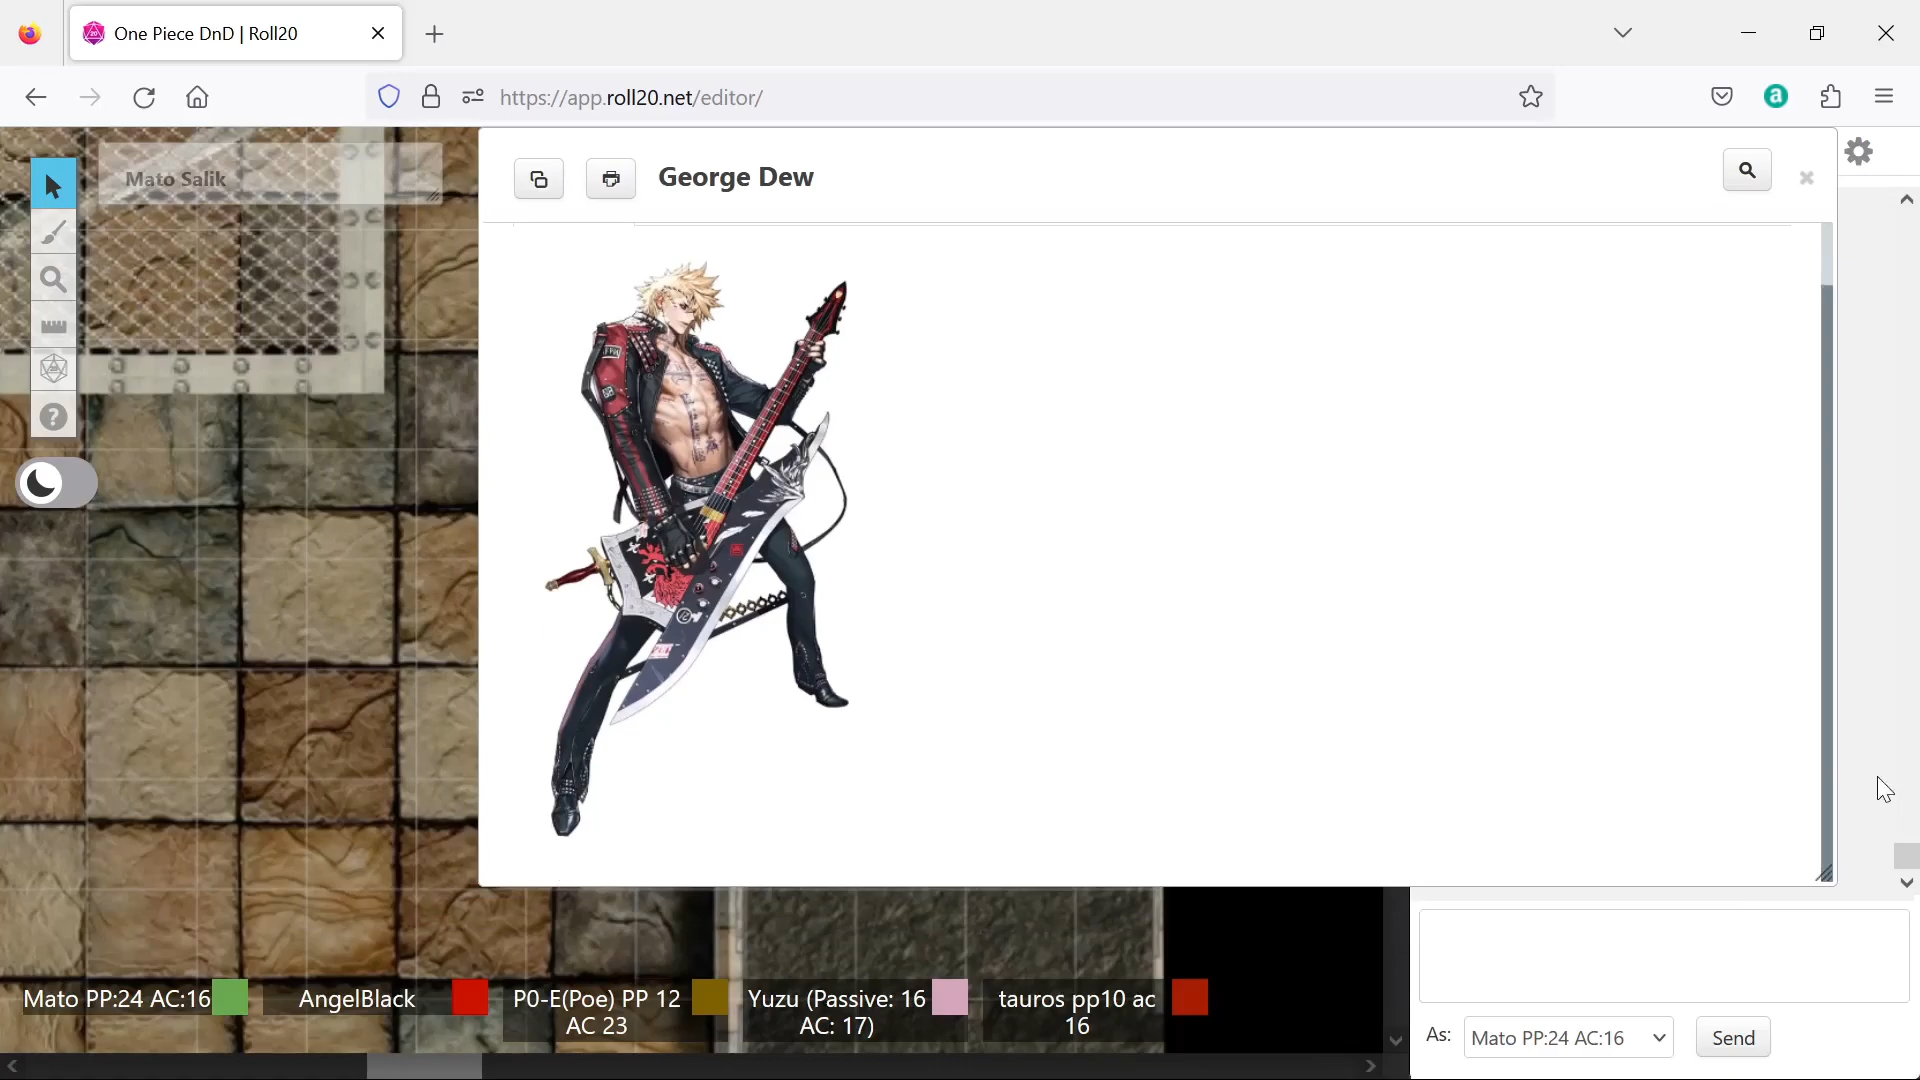 One Piece DnD | Roll20
https://app.roll20.net/editor/
Mato Salik
George Dew
Mato PP:24 AC:16
AngelBlack
P0-E(Poe) PP 12
AC 23
Yuzu (Passive: 16
AC: 17)
tauros pp10 ac
16
As:
Mato PP:24 AC:16
Send